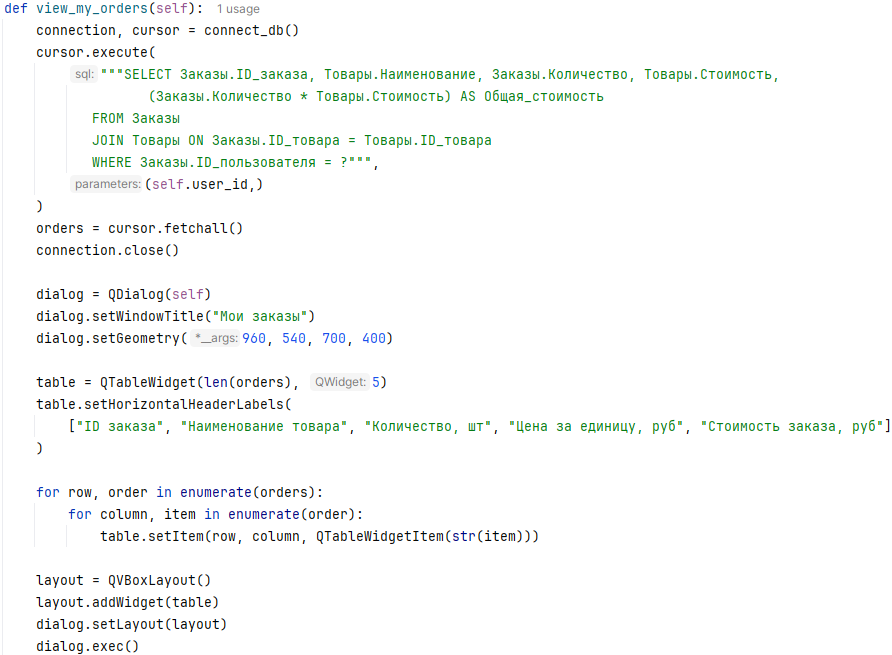 def view_my_orders(self): 1 usage
    connection, cursor = connect_db()
    cursor.execute(
        sql: """SELECT Заказы.ID_заказа, Товары.Наименование, Заказы.Количество, Товары.Стоимость,
                  (Заказы.Количество * Товары.Стоимость) AS Общая_стоимость
           FROM Заказы
           JOIN Товары ON Заказы.ID_товара = Товары.ID_товара
           WHERE Заказы.ID_пользователя = ?""",
        parameters: (self.user_id,)
    )
    orders = cursor.fetchall()
    connection.close()

    dialog = QDialog(self)
    dialog.setWindowTitle("Мои заказы")
    dialog.setGeometry( *__args: 960, 540, 700, 400)

    table = QTableWidget(len(orders), QWidget: 5)
    table.setHorizontalHeaderLabels(
        ["ID заказа", "Наименование товара", "Количество, шт", "Цена за единицу, руб", "Стоимость заказа, руб"]
    )

    for row, order in enumerate(orders):
        for column, item in enumerate(order):
            table.setItem(row, column, QTableWidgetItem(str(item)))

    layout = QVBoxLayout()
    layout.addWidget(table)
    dialog.setLayout(layout)
    dialog.exec()